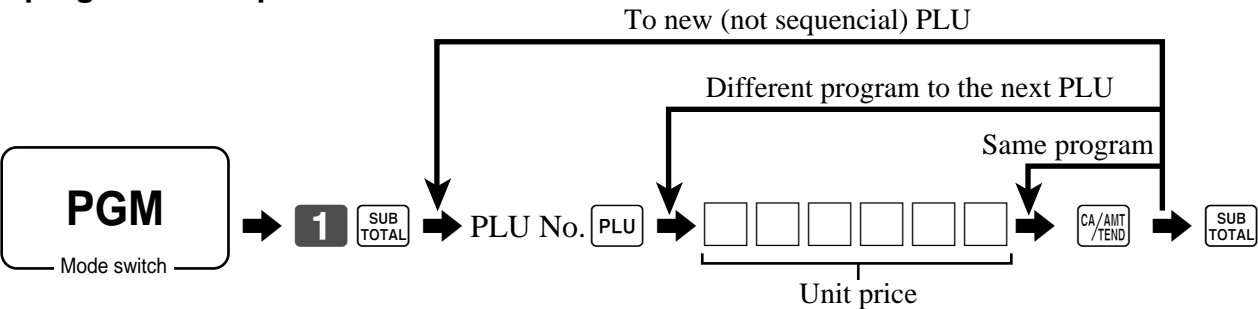 To new (not sequencial) PLU
Different program to the next PLU
Same program
PGM
Mode switch
1 SUB TOTAL PLU No. PLU CA/AMT/TEND SUB TOTAL
Unit price